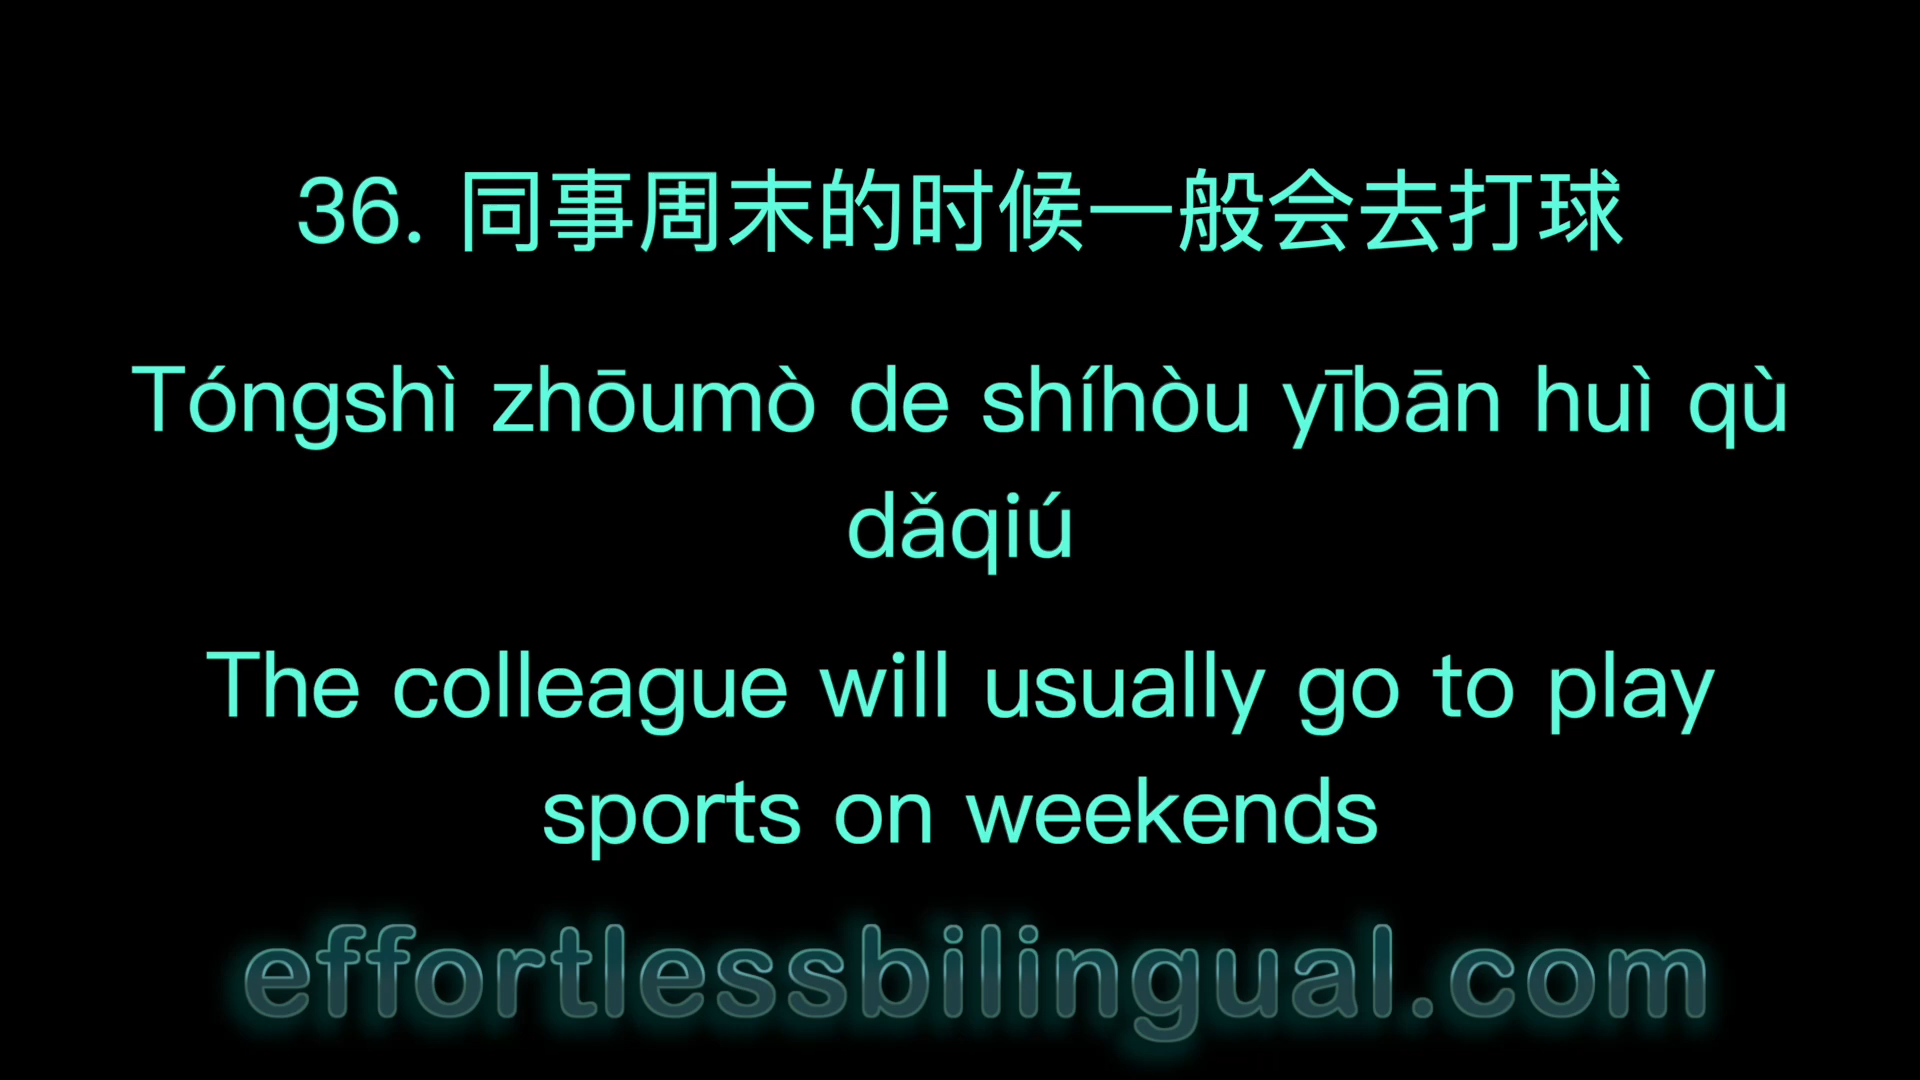 36. 同事周末的时候一般会去打球
Tóngshì zhōumò de shíhòu yībān huì qù
dǎqiú
The colleague will usually go to play
sports on weekends
effortlessbilingual.com